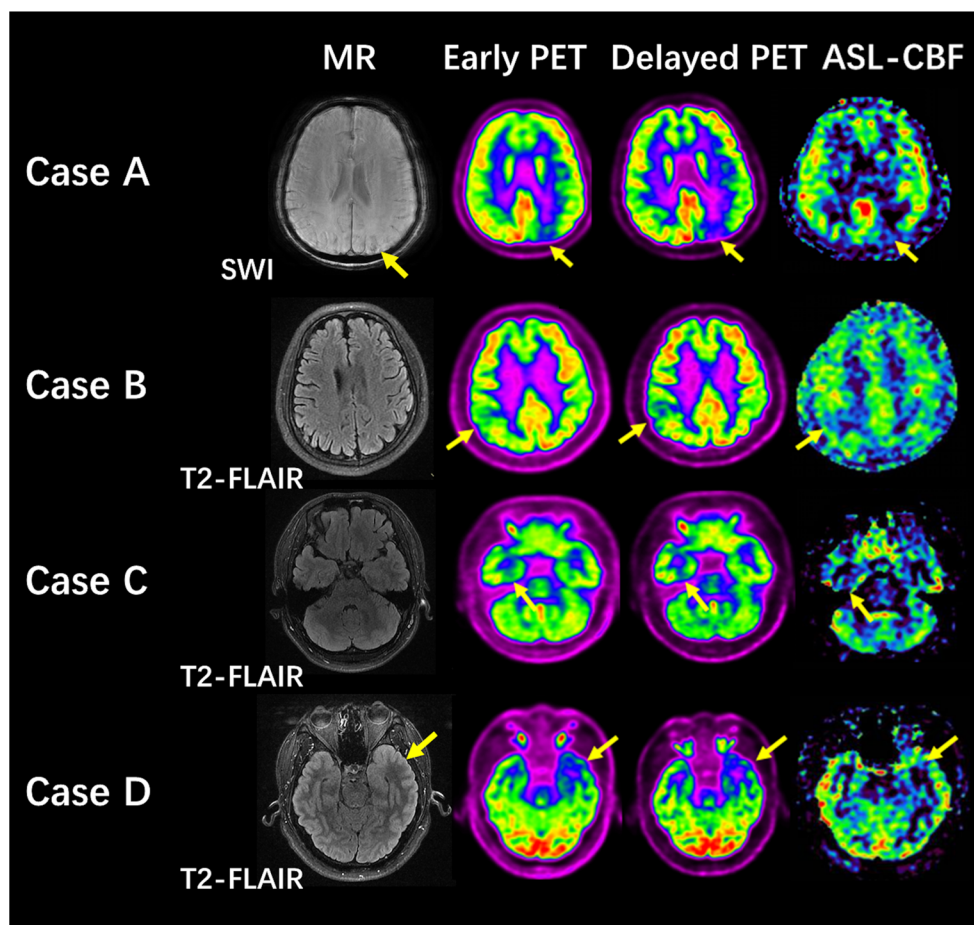 MR Early PET Delayed PET ASL-CBF
Case A
SWI
Case B
T2-FLAIR
Case C
T2-FLAIR
Case D
T2-FLAIR